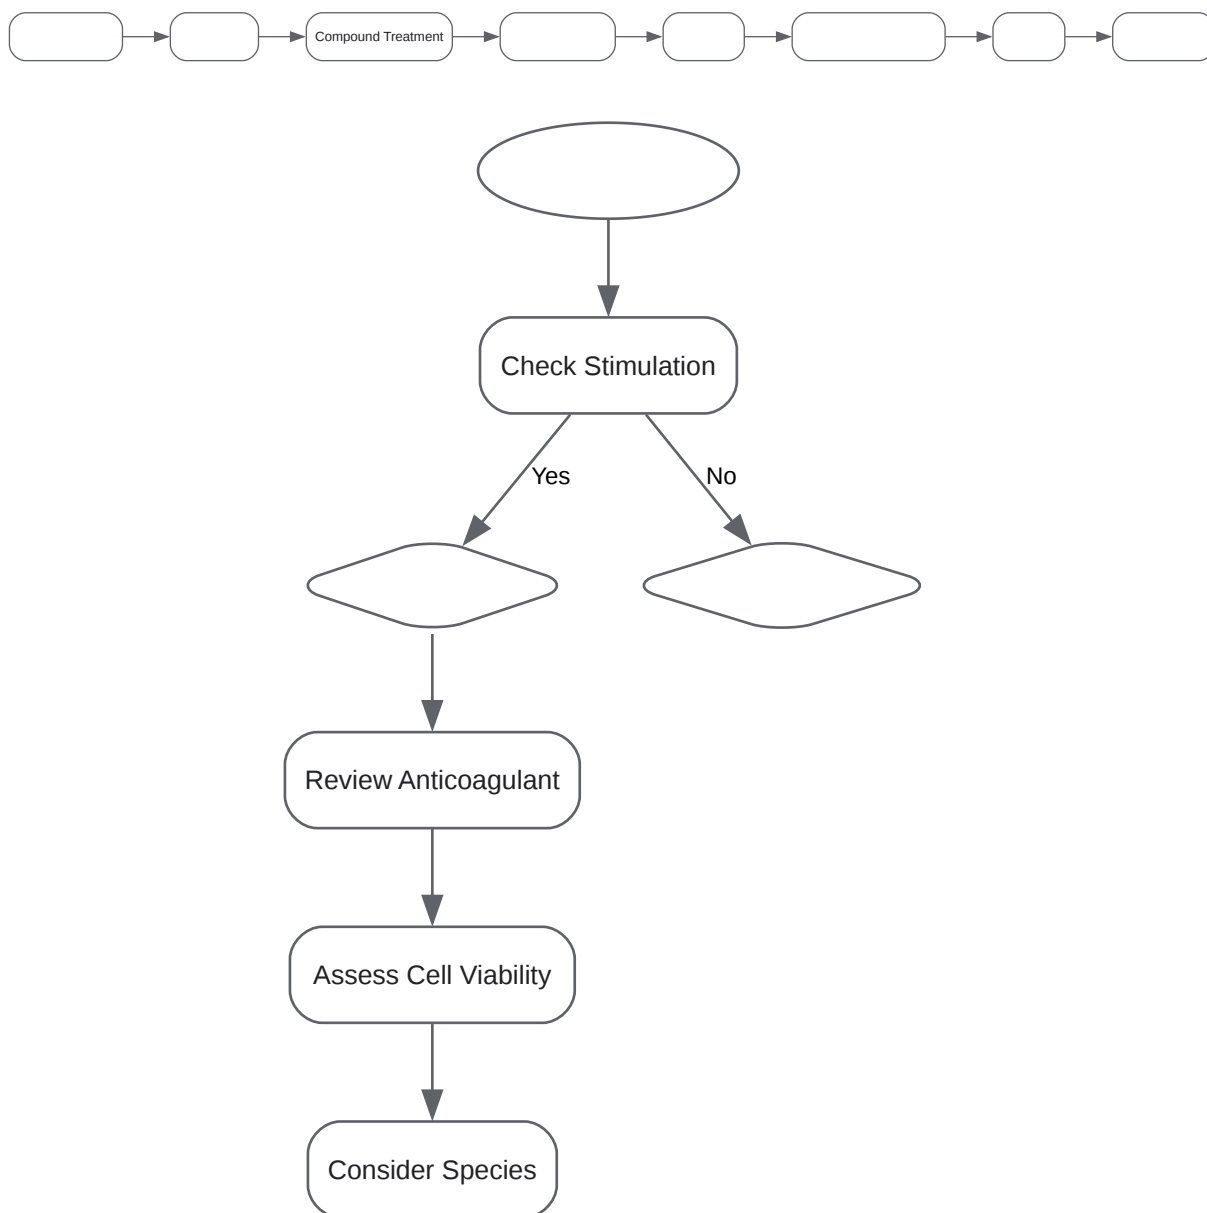 Compound Treatment
Check Stimulation
Yes
No
Review Anticoagulant
Assess Cell Viability
Consider Species